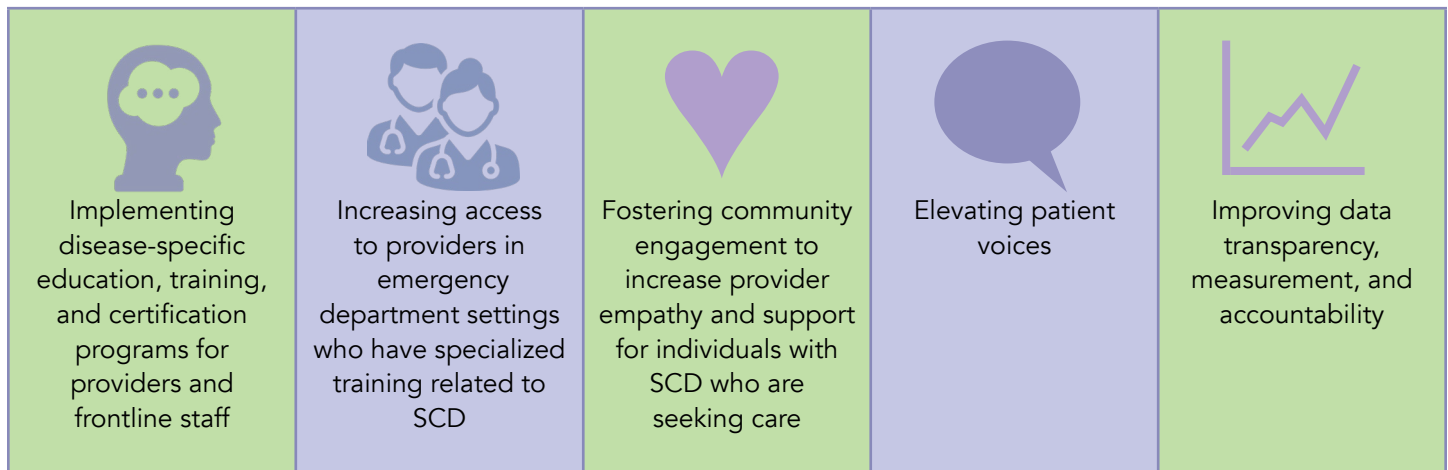 Implementing
disease-specific
education, training,
and certification
programs for
providers and
frontline staff
Increasing access
to providers in
emergency
department settings
who have specialized
training related to
SCD
Fostering community
engagement to
increase provider
empathy and support
for individuals with
SCD who are
seeking care
Elevating patient
voices
Improving data
transparency,
measurement, and
accountability